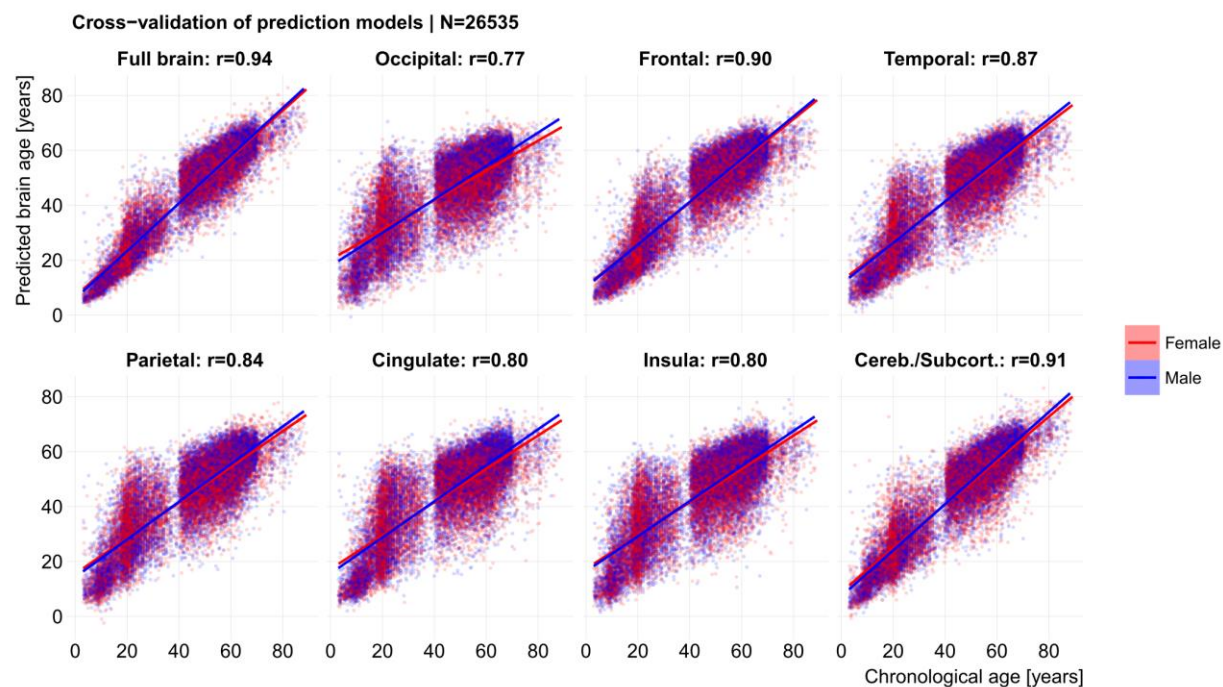 Cross−validation of prediction models | N=26535
Full brain: r=0.94
Occipital: r=0.77
Frontal: r=0.90
Temporal: r=0.87
Predicted brain age [years]
80
60
40
20
0
Parietal: r=0.84
Cingulate: r=0.80
Insula: r=0.80
Cereb./Subcort.: r=0.91
80
60
40
20
0
0 20 40 60 80
0 20 40 60 80
0 20 40 60 80
0 20 40 60 80
Chronological age [years]
Female
Male